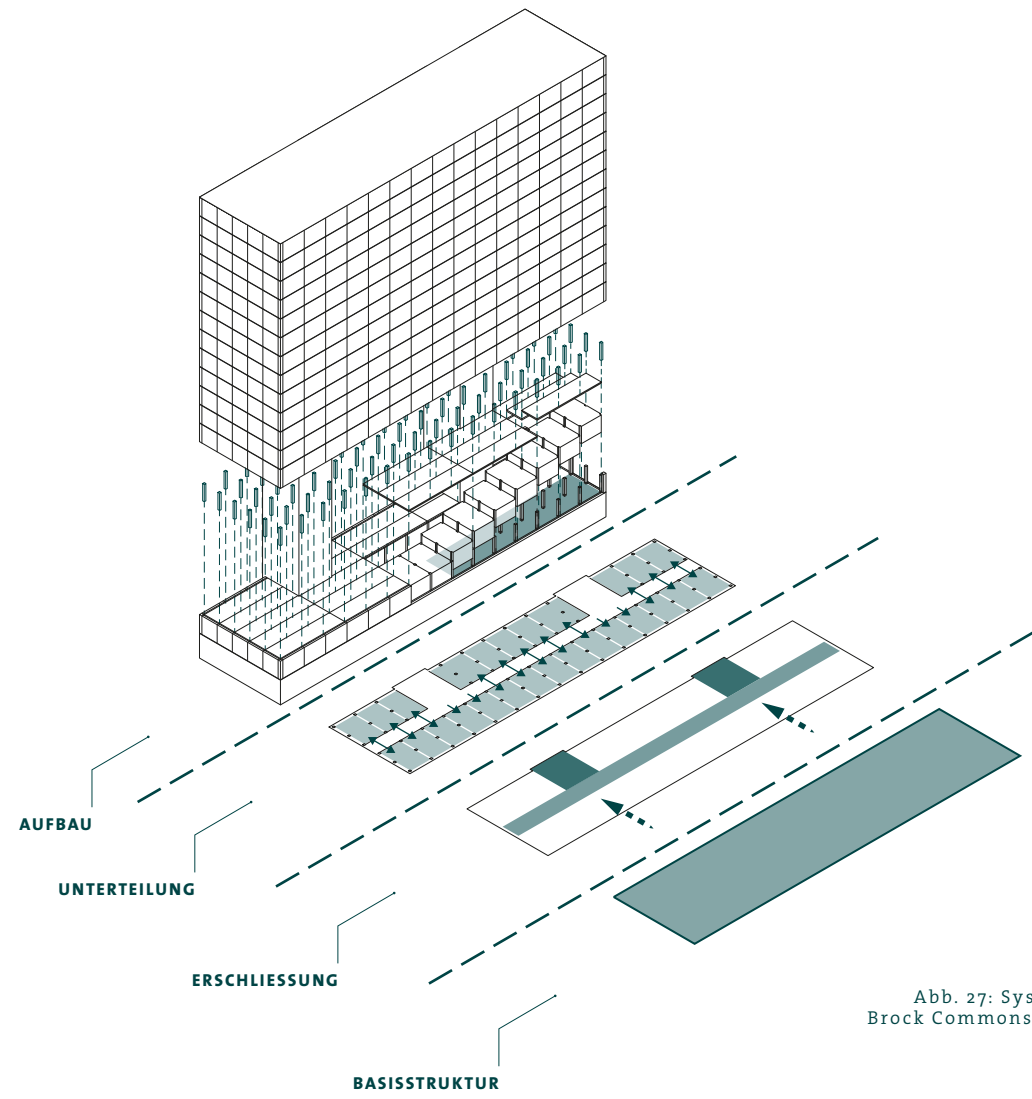 AUFBAU
UNTERTEILUNG
ERSCHLIESSUNG
Abb. 27: Sys
Brock Commons
BASISSTRUKTUR